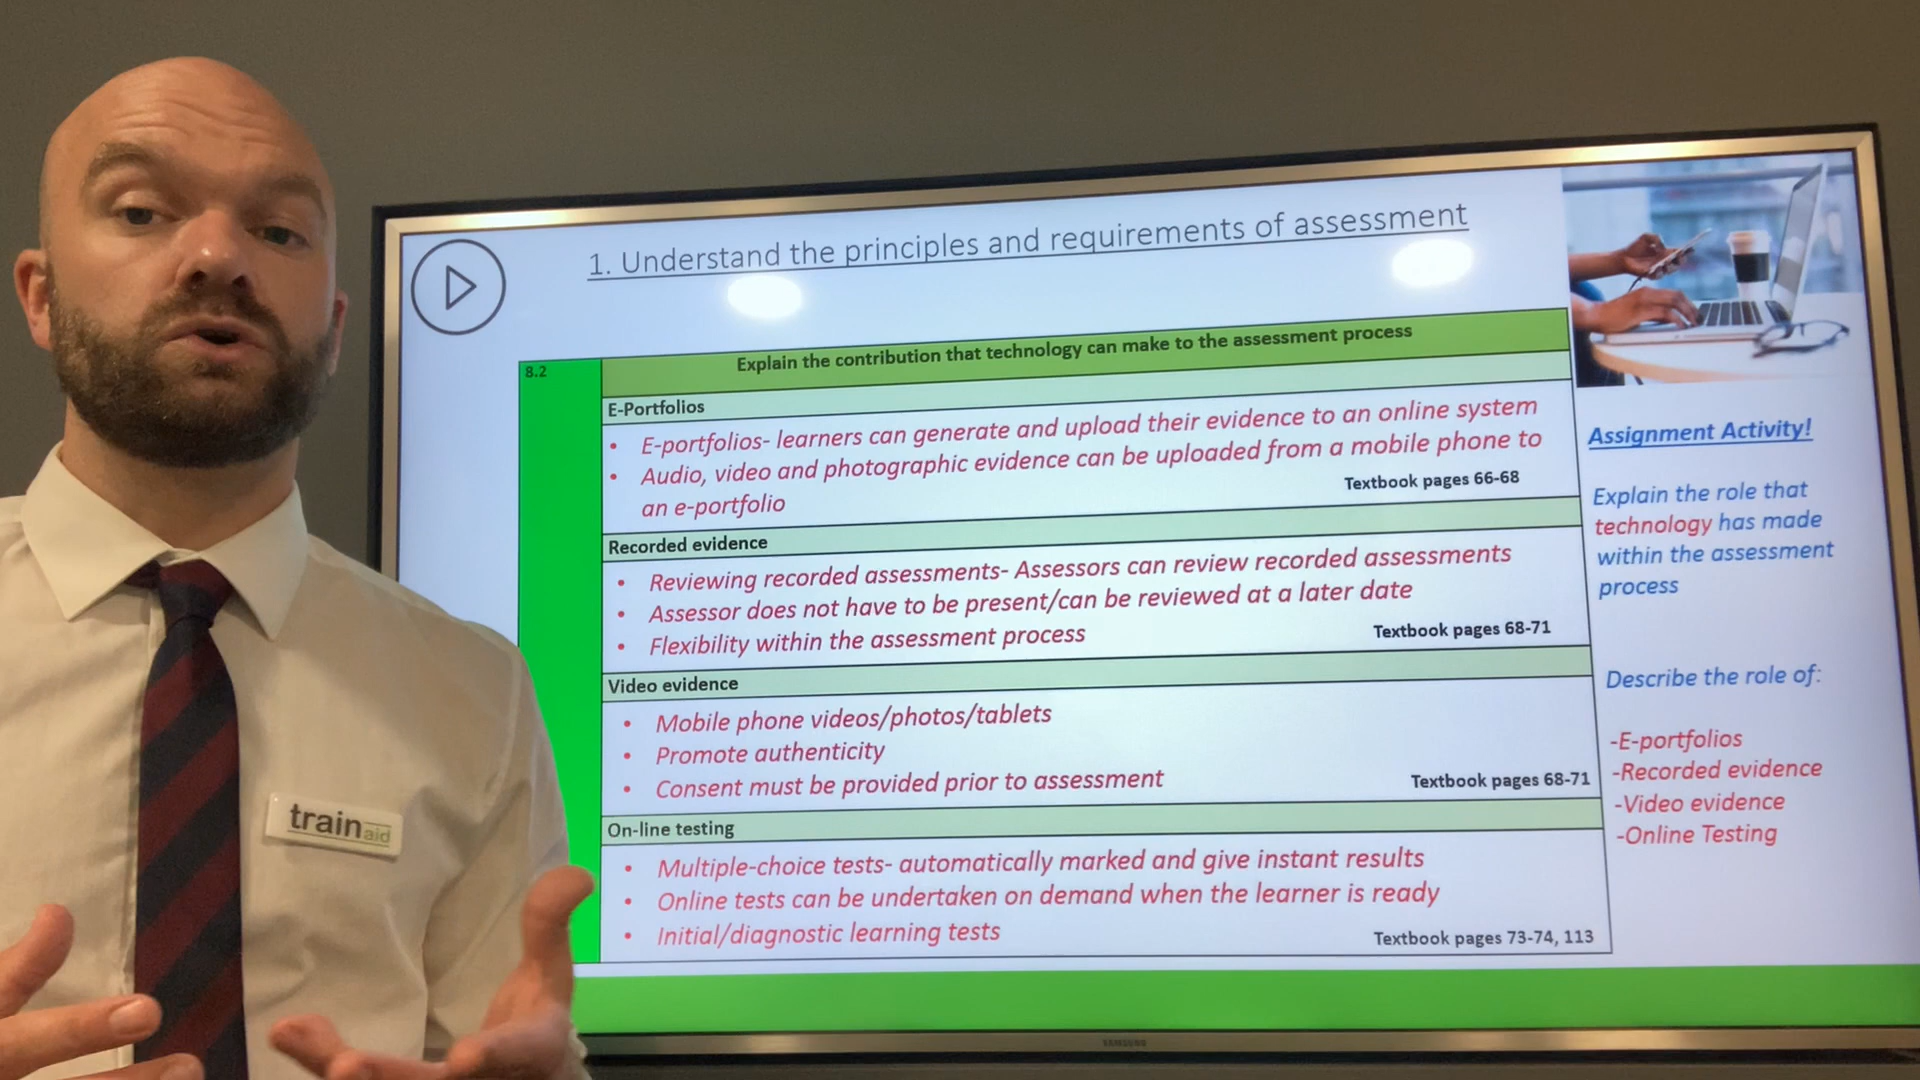 1. Understand the principles and requirements of assessment
8.2
Explain the contribution that technology can make to the assessment process
E-Portfolios
• E-portfolios- learners can generate and upload their evidence to an online system
• Audio, video and photographic evidence can be uploaded from a mobile phone to
an e-portfolio
Textbook pages 66-68
Recorded evidence
• Reviewing recorded assessments- Assessors can review recorded assessments
• Assessor does not have to be present/can be reviewed at a later date
• Flexibility within the assessment process
Textbook pages 68-71
Video evidence
• Mobile phone videos/photos/tablets
• Promote authenticity
• Consent must be provided prior to assessment
Textbook pages 68-71
On-line testing
• Multiple-choice tests- automatically marked and give instant results
• Online tests can be undertaken on demand when the learner is ready
• Initial/diagnostic learning tests
Textbook pages 73-74, 113
Assignment Activity!
Explain the role that
technology has made
within the assessment
process
Describe the role of:
-E-portfolios
-Recorded evidence
-Video evidence
-Online Testing
trainaid
SAMSUNG